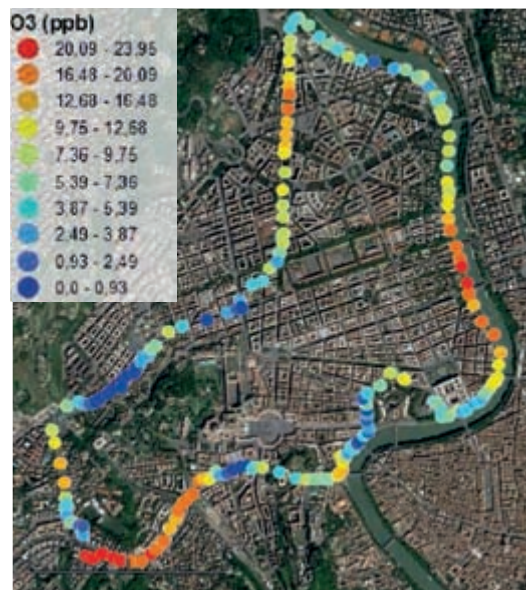 O3 (ppb)
20,09 - 23,95
16,48 - 20,09
12,68 - 16,48
9,75 - 12,68
7,36 - 9,75
5,39 - 7,36
3,87 - 5,39
2,49 - 3,87
0,93 - 2,49
0,0 - 0,93